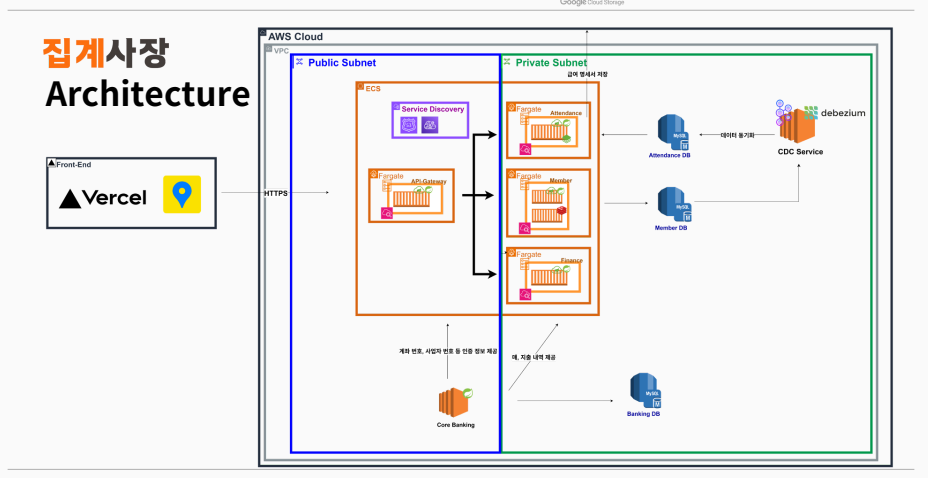 Google Cloud Storage
집계사장
Architecture
AWS Cloud
VPC
Public Subnet
Private Subnet
급여 명세서 저장
ECS
Service Discovery
Fargate
Attendance
MySQL
Attendance DB
데이터 동기화
debezium
CDC Service
Front-End
Vercel
HTTPS
Fargate
API Gateway
Fargate
Member
MySQL
Member DB
Fargate
Finance
계좌 번호, 사업자 번호 등 인증 정보 제공
매, 지출 내역 제공
Core Banking
MySQL
Banking DB